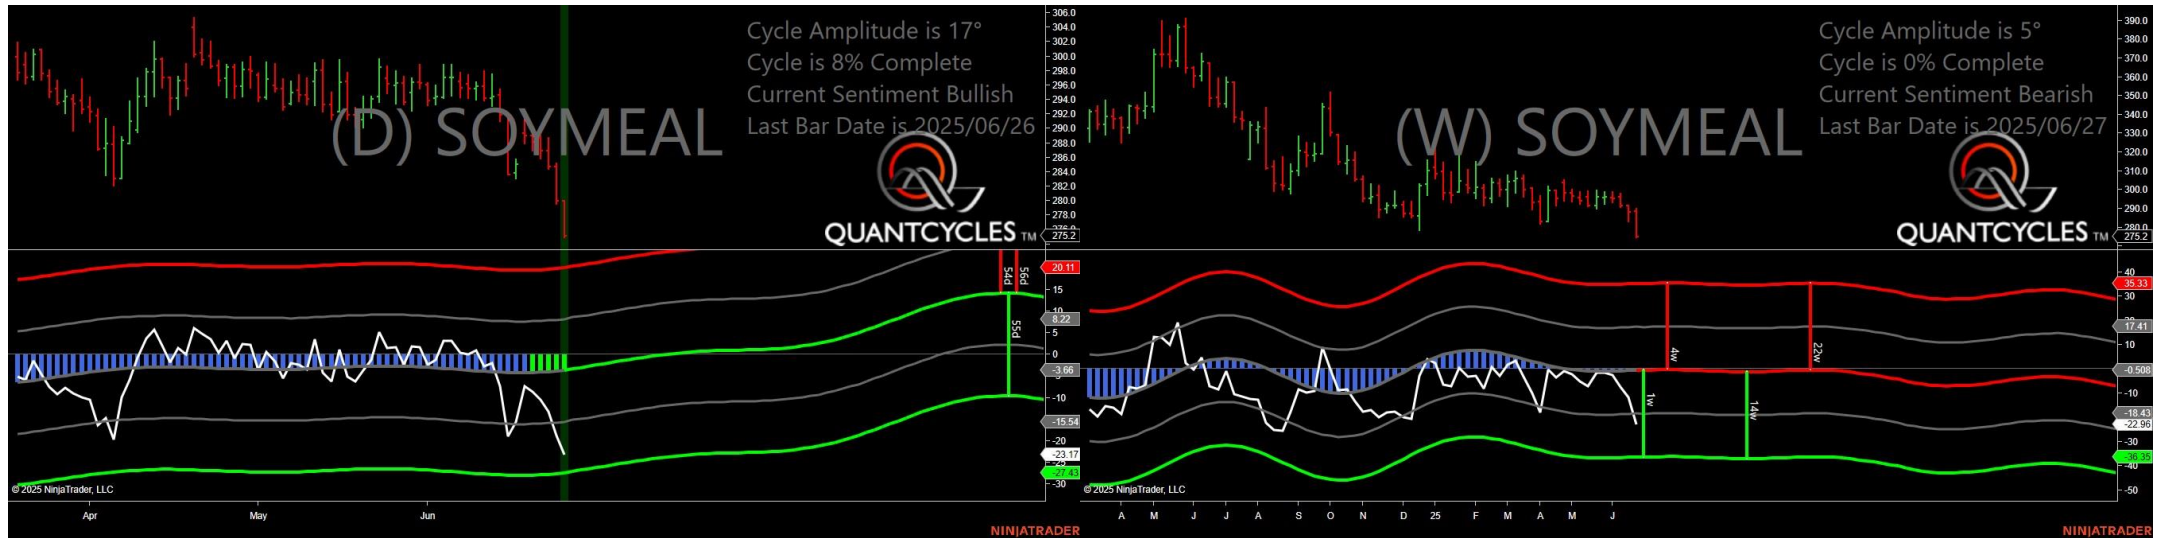 Cycle Amplitude is 17°
Cycle is 8% Complete
Current Sentiment Bullish
Last Bar Date is 2025/06/26
(D) SOYMEAL
QUANTCYCLES TM
306.0
304.0
302.0
300.0
298.0
296.0
294.0
292.0
290.0
288.0
286.0
284.0
282.0
280.0
278.0
275.2
54d
56d
55d
20.11
15
10
8.22
5
0
-3.66
-10
-15.54
-20
-23.17
-27.43
-30
© 2025 NinjaTrader, LLC
Apr May Jun
NINJATRADER
Cycle Amplitude is 5°
Cycle is 0% Complete
Current Sentiment Bearish
Last Bar Date is 2025/06/27
(W) SOYMEAL
QUANTCYCLES TM
390.0
380.0
370.0
360.0
350.0
340.0
330.0
320.0
310.0
300.0
290.0
275.2
4w
22w
1w
14w
40
35.33
30
17.41
10
-0.508
-10
-18.43
-22.96
-30
-36.35
-40
-50
© 2025 NinjaTrader, LLC
A M J J A S O N D 25 F M A M J
NINJATRADER